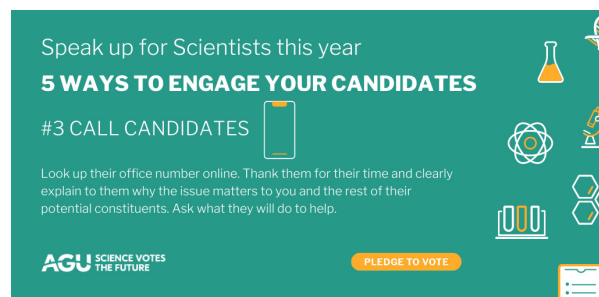 Speak up for Scientists this year
5 WAYS TO ENGAGE YOUR CANDIDATES
#3 CALL CANDIDATES
Look up their office number online. Thank them for their time and clearly
explain to them why the issue matters to you and the rest of their
potential constituents. Ask what they will do to help.
AGU SCIENCE VOTES
THE FUTURE
PLEDGE TO VOTE